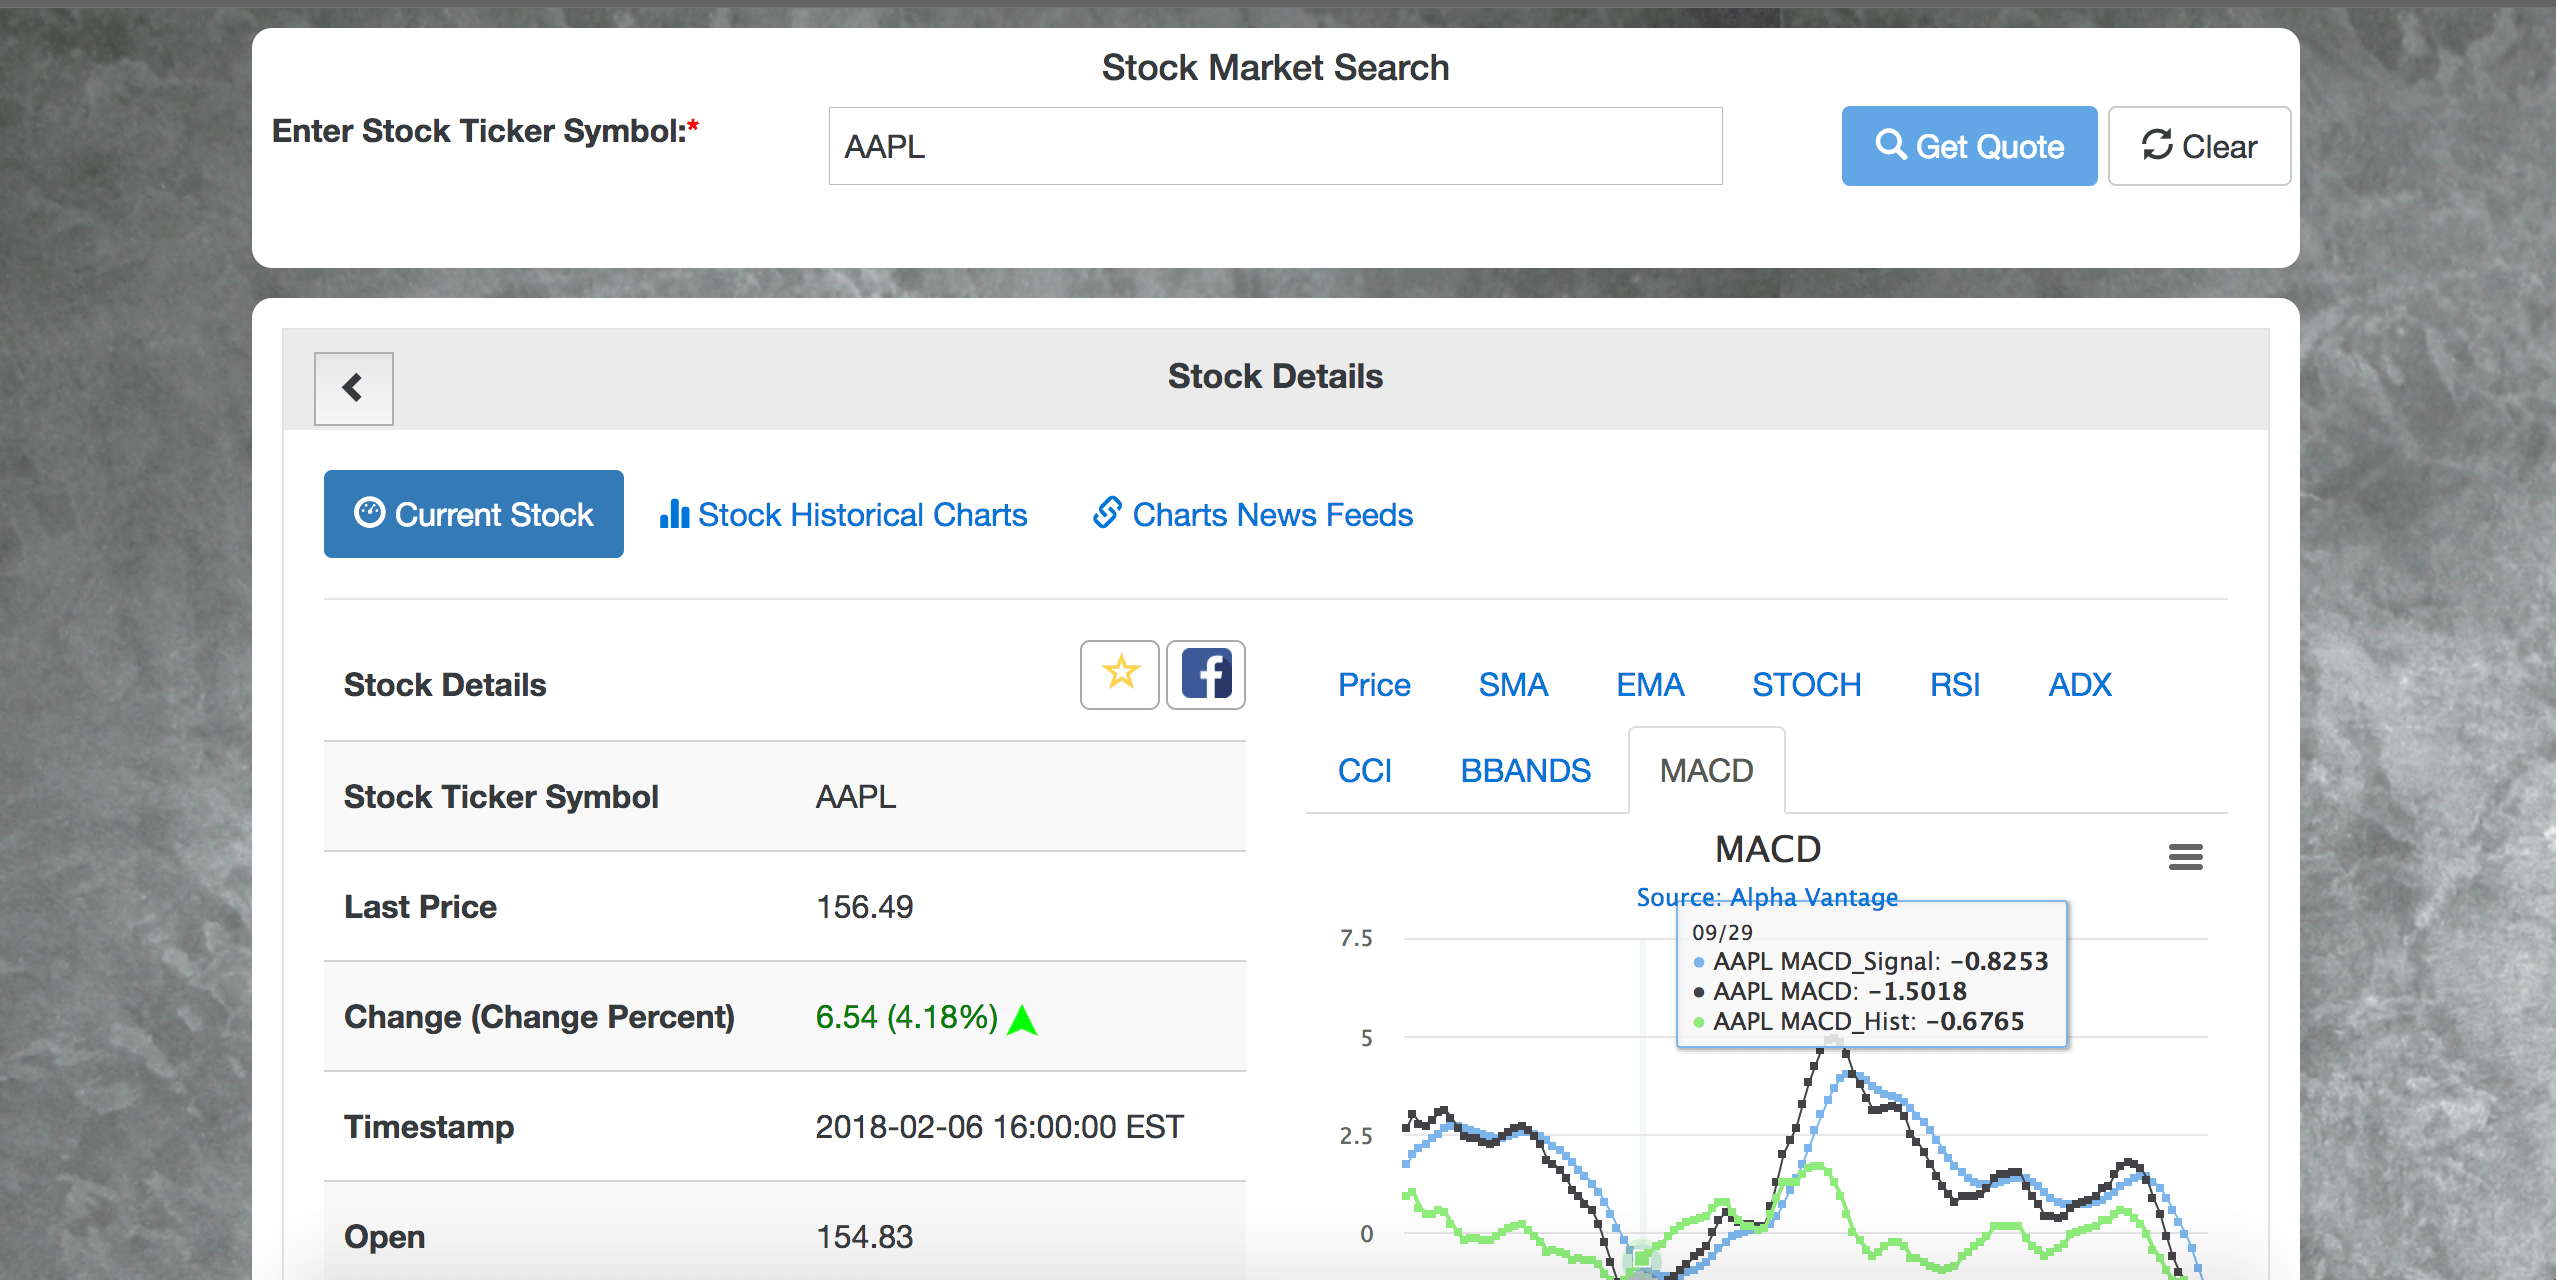 Stock Market Search
Enter Stock Ticker Symbol:*
AAPL
Get Quote
Clear
Stock Details
Current Stock
Stock Historical Charts
Charts News Feeds
Stock Details
Stock Ticker Symbol AAPL
Last Price 156.49
Change (Change Percent) 6.54 (4.18%)
Timestamp 2018-02-06 16:00:00 EST
Open 154.83
Price SMA EMA STOCH RSI ADX
CCI BBANDS MACD
MACD
Source: Alpha Vantage
09/29
AAPL MACD_Signal: -0.8253
AAPL MACD: -1.5018
AAPL MACD_Hist: -0.6765
7.5
5
2.5
0